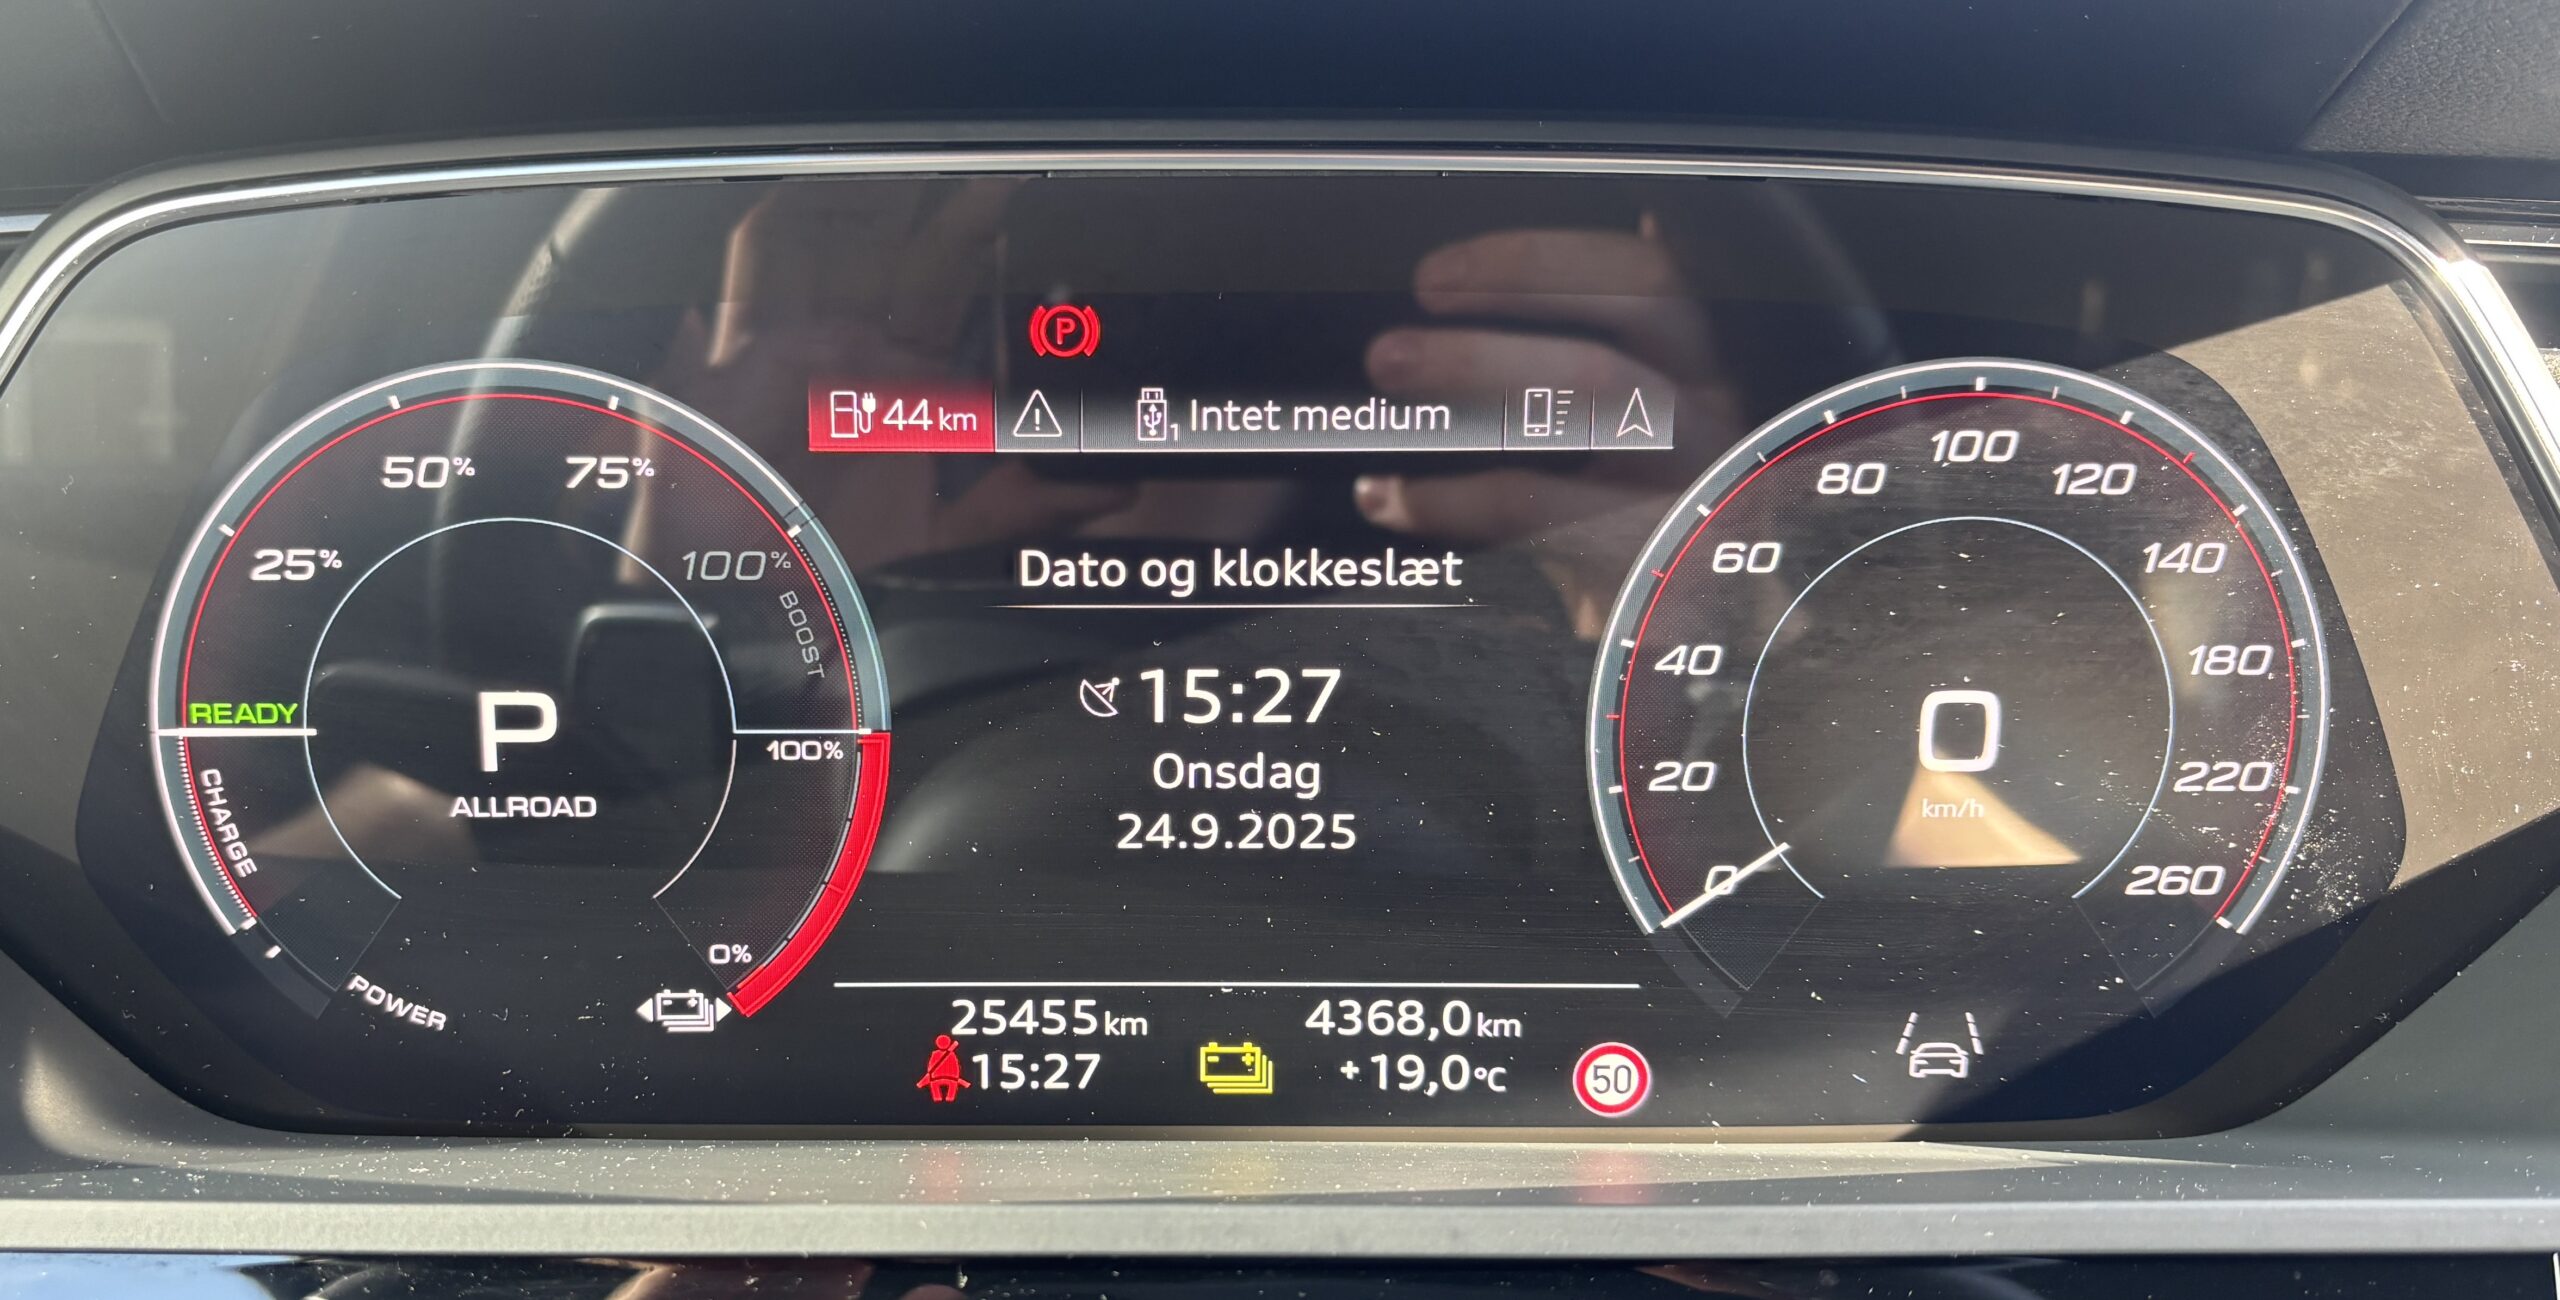 P
44 km
1 Intet medium
25%
50%
75%
100%
BOOST
READY
P
ALLROAD
CHARGE
POWER
100%
0%
Dato og klokkeslæt
15:27
Onsdag
24.9.2025
25455 km
4368,0 km
15:27
+19,0°C
50
0
20
40
60
80
100
120
140
180
220
260
0
km/h